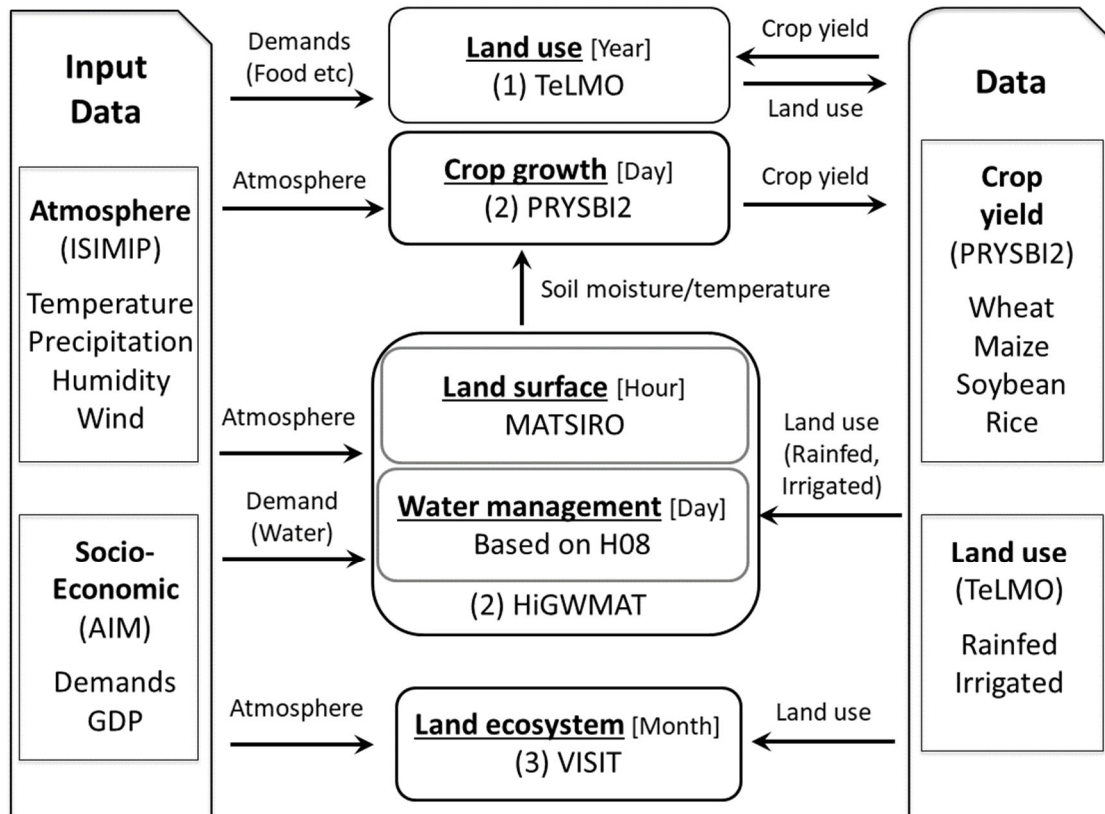 Input
Data
Atmosphere
(ISIMIP)
Temperature
Precipitation
Humidity
Wind
Socio-
Economic
(AIM)
Demands
GDP
Demands
(Food etc)
Atmosphere
Atmosphere
Demand
(Water)
Atmosphere
Land use [Year]
(1) TeLMO
Crop growth [Day]
(2) PRYSBI2
Soil moisture/temperature
Land surface [Hour]
MATSIRO
Water management [Day]
Based on H08
(2) HiGWMAT
Land ecosystem [Month]
(3) VISIT
Crop yield
Land use
Crop yield
Land use
(Rainfed,
Irrigated)
Land use
Data
Crop
yield
(PRYSBI2)
Wheat
Maize
Soybean
Rice
Land use
(TeLMO)
Rainfed
Irrigated